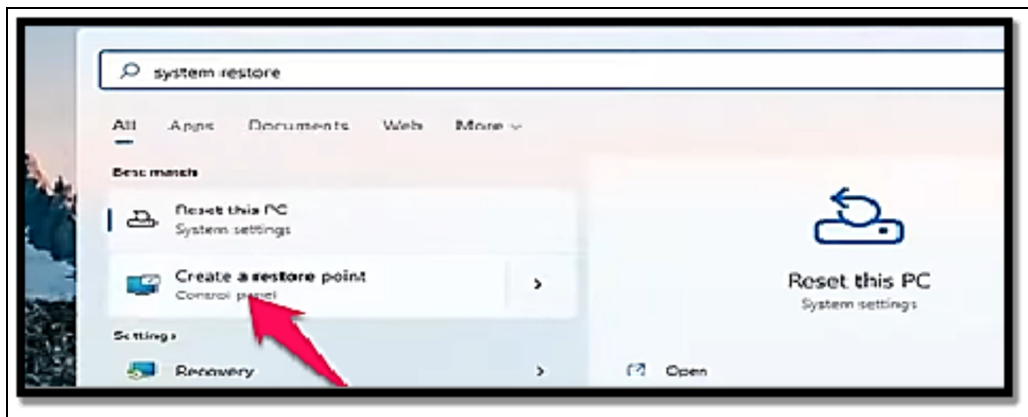 system restore
All Apps Documents Web More
Best match
Reset this PC
System settings
Create a restore point
Control panel
Settings
Recovery
Reset this PC
System settings
Open